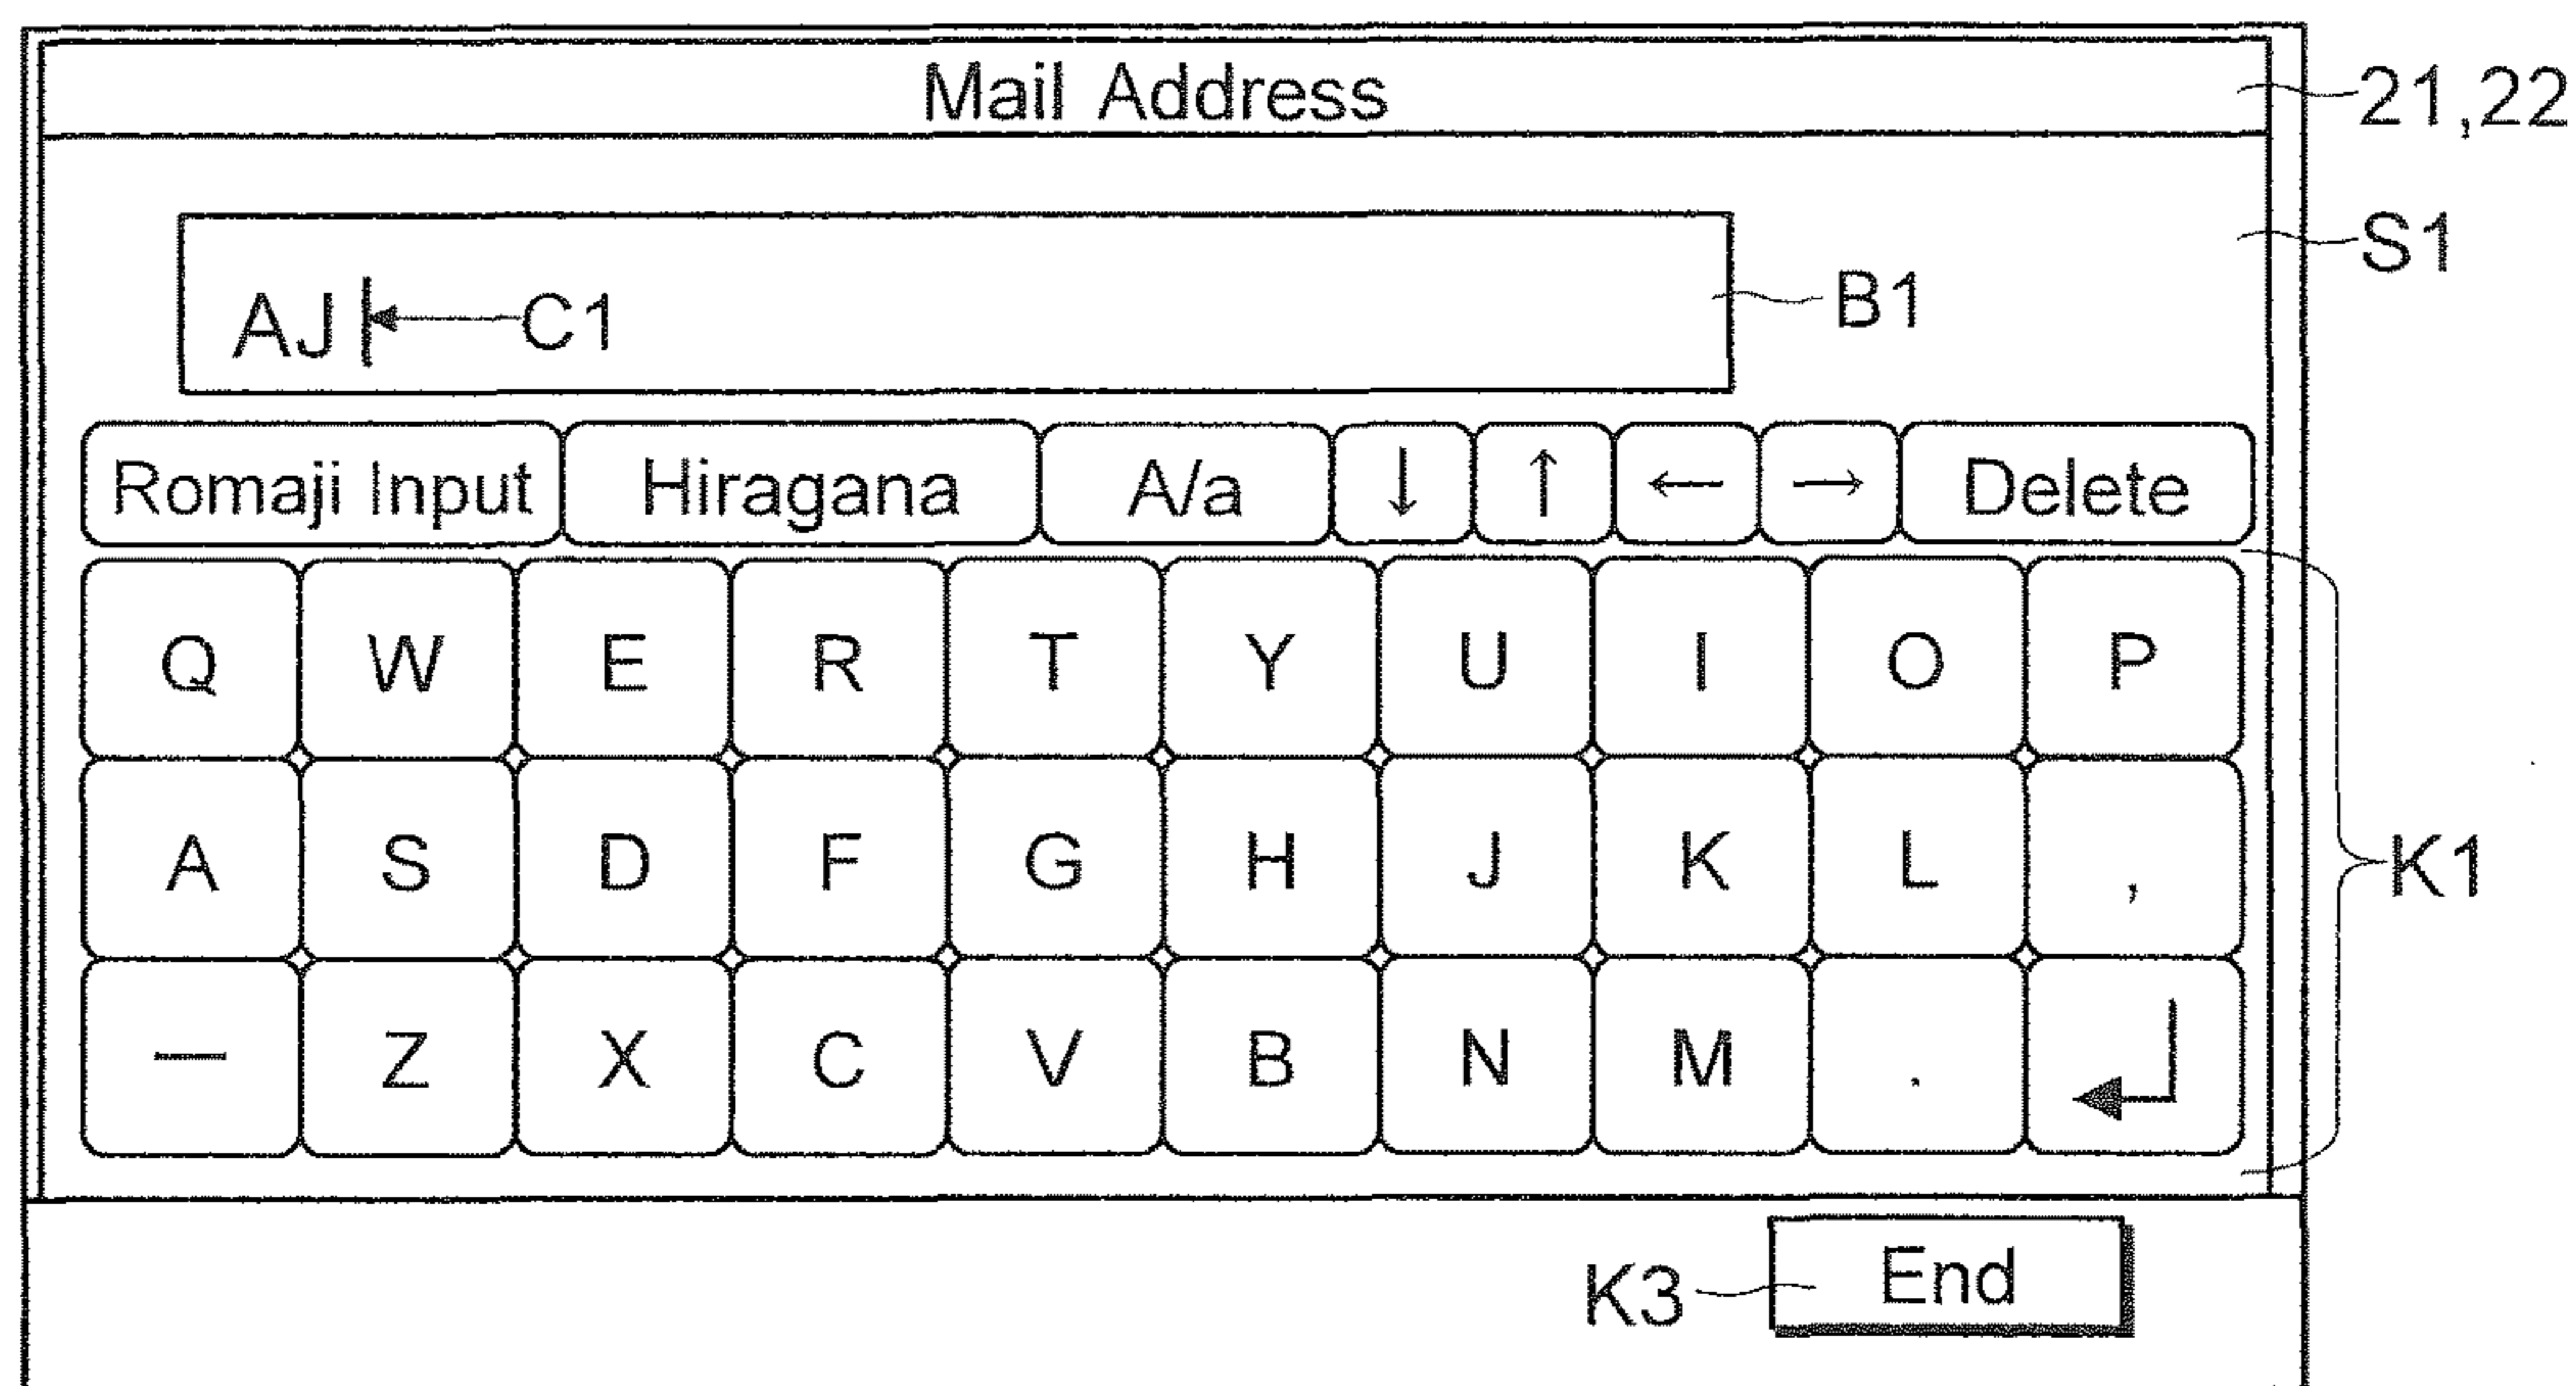 Mail Address 21,22
S1
AJ C1 B1
Romaji Input Hiragana A/a ↓ ↑ ← → Delete
Q W E R T Y U I O P
A S D F G H J K L , K1
— Z X C V B N M .
K3 End